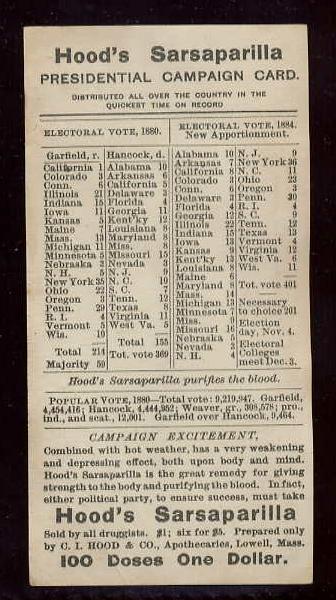 Hood's Sarsaparilla
PRESIDENTIAL CAMPAIGN CARD.
DISTRIBUTED ALL OVER THE COUNTRY IN THE
QUICKEST TIME ON RECORD
ELECTORAL VOTE, 1880.
Garfield, r.
California 1
Colorado 3
Conn. 6
Illinois 21
Indiana 15
Iowa 11
Kansas 5
Maine 7
Mass. 13
Michigan 11
Minnesota 5
Nebraska 3
N. H. 5
New York 35
Ohio 22
Oregon 3
Penn. 29
R. I. 4
Vermont 5
Wis. 10
Total 214
Majority 59
Hancock, d.
Alabama 10
Arkansas 6
California 5
Delaware 3
Florida 4
Georgia 11
Kent'ky 12
Louisiana 8
Maryland 8
Miss. 8
Missouri 15
Nevada 3
N. J. 9
N. C. 10
S. C. 7
Tenn. 12
Texas 8
Virginia 11
West Va. 5
Total 155
Tot. vote 369
ELECTORAL VOTE, 1884.
New Apportionment.
Alabama 10
Arkansas 7
California 8
Colorado 3
Conn. 6
Delaware 3
Florida 4
Georgia 12
Illinois 22
Indiana 15
Iowa 13
Kansas 9
Kent'ky 13
Louisiana 8
Maine 6
Maryland 8
Mass. 14
Michigan 13
Minnesota 7
Miss. 9
Missouri 16
Nebraska 5
Nevada 3
N. H. 4
N. J. 9
New York 36
N. C. 11
Ohio 23
Oregon 3
Penn. 30
R. I. 4
S. C. 9
Tenn. 12
Texas 13
Vermont 4
Virginia 12
West Va. 6
Wis. 11
Tot. vote 401
Necessary
to choice 201
Election
day, Nov. 4.
Electoral
Colleges
meet Dec. 3.
Hood's Sarsaparilla purifies the blood.
POPULAR VOTE, 1880—Total vote: 9,219,947. Garfield,
4,454,416; Hancock, 4,444,952; Weaver, gr., 308,578; pro.,
ind., and scat., 12,001. Garfield over Hancock, 9,464.
CAMPAIGN EXCITEMENT,
Combined with hot weather, has a very weakening
and depressing effect, both upon body and mind.
Hood's Sarsaparilla is the great remedy for giving
strength to the body and purifying the blood. In fact,
either political party, to ensure success, must take
Hood's Sarsaparilla
Sold by all druggists. $1; six for $5. Prepared only
by C. I. HOOD & CO., Apothecaries, Lowell, Mass.
100 Doses One Dollar.